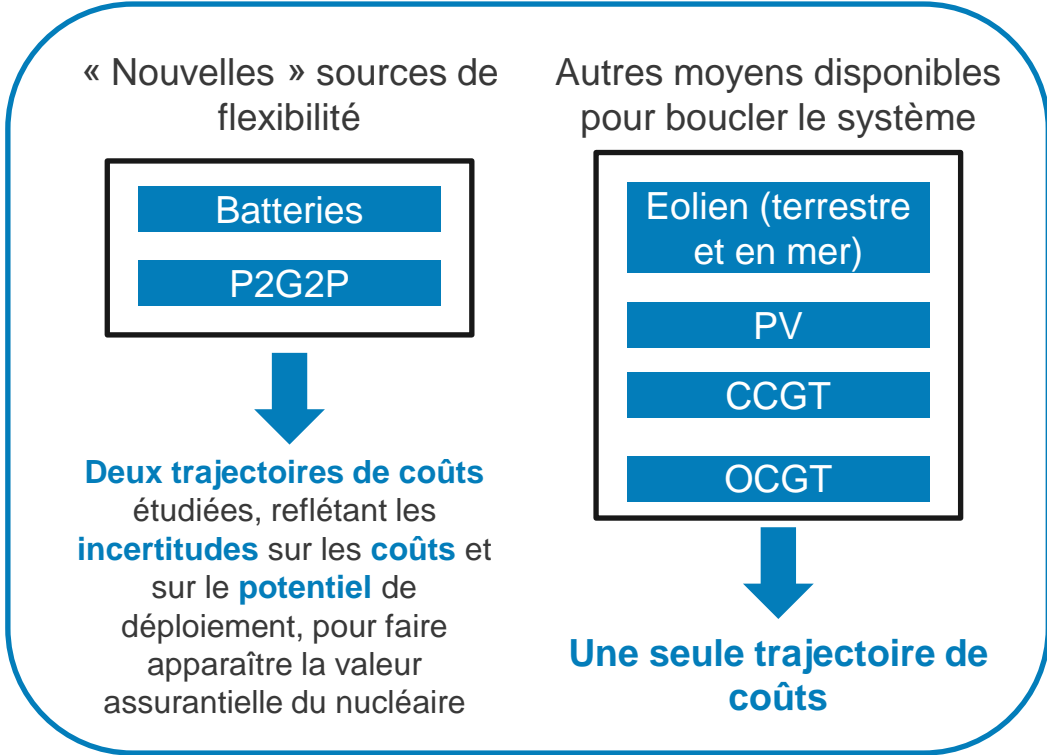 « Nouvelles » sources de
flexibilité
Batteries
P2G2P
Deux trajectoires de coûts
étudiées, reflétant les
incertitudes sur les coûts et
sur le potentiel de
déploiement, pour faire
apparaître la valeur
assurantielle du nucléaire
Autres moyens disponibles
pour boucler le système
Eolien (terrestre
et en mer)
PV
CCGT
OCGT
Une seule trajectoire de
coûts